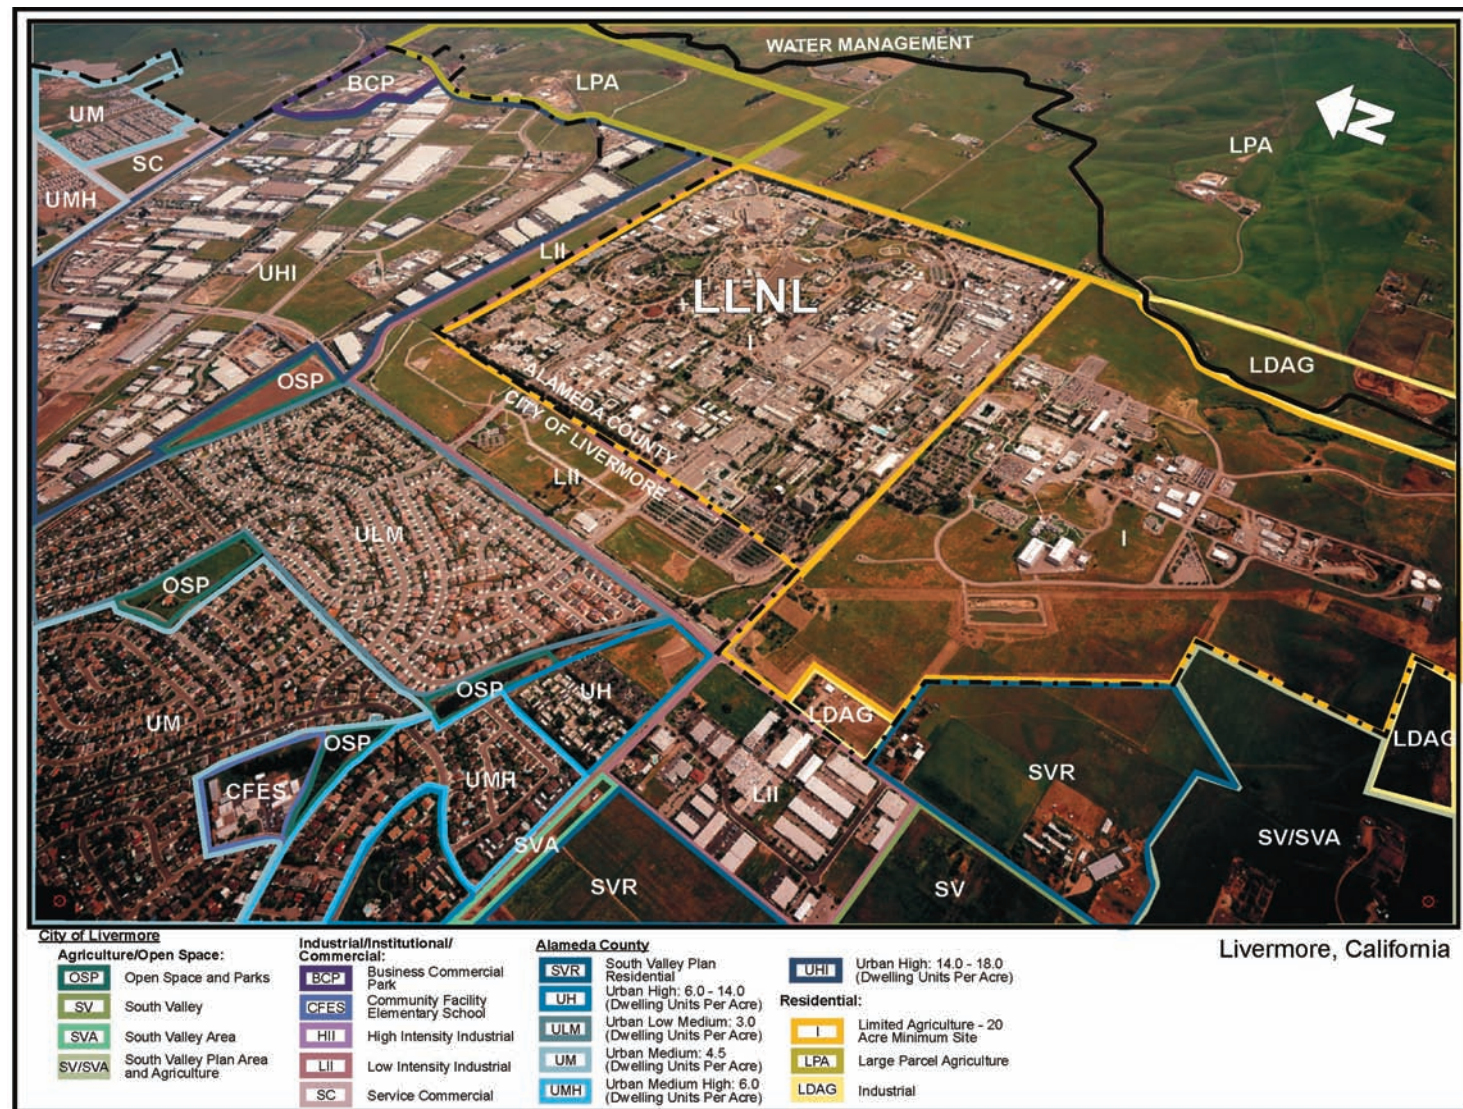 WATER MANAGEMENT
BCP
LPA
UM
N
LPA
SC
UMH
LII
UHI
LLNL
I
LDAG
OSP
ALAMEDA COUNTY
CITY OF LIVERMORE
LII
ULM
I
OSP
OSP
UH
UM
LDAG
LDAG
OSP
SVR
UMH
CFES
LII
SV/SVA
SVA
SVR
SV
Livermore, California
City of Livermore
Agriculture/Open Space:
OSP Open Space and Parks
SV South Valley
SVA South Valley Area
SV/SVA South Valley Plan Area
and Agriculture
Industrial/Institutional/
Commercial:
BCP Business Commercial
Park
CFES Community Facility
Elementary School
HII High Intensity Industrial
LII Low Intensity Industrial
SC Service Commercial
Alameda County
SVR South Valley Plan
Residential
UH Urban High: 6.0 - 14.0
(Dwelling Units Per Acre)
ULM Urban Low Medium: 3.0
(Dwelling Units Per Acre)
UM Urban Medium: 4.5
(Dwelling Units Per Acre)
UMH Urban Medium High: 6.0
(Dwelling Units Per Acre)
UHI Urban High: 14.0 - 18.0
(Dwelling Units Per Acre)
Residential:
I Limited Agriculture - 20
Acre Minimum Site
LPA Large Parcel Agriculture
LDAG Industrial